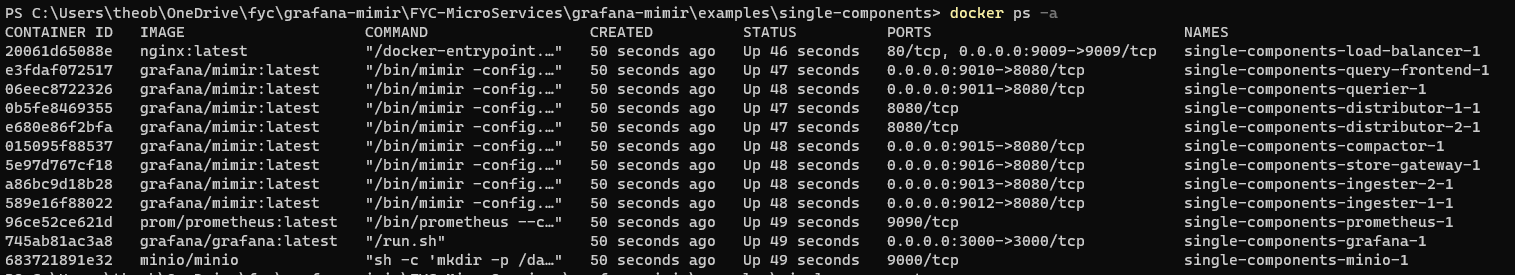 PS C:\Users\theob\OneDrive\fyc\grafana-mimir\FYC-MicroServices\grafana-mimir\examples\single-components> docker ps -a
CONTAINER ID   IMAGE                    COMMAND                  CREATED          STATUS          PORTS                            NAMES
20061d65088e   nginx:latest             "/docker-entrypoint.…"   50 seconds ago   Up 46 seconds   80/tcp, 0.0.0.0:9009->9009/tcp   single-components-load-balancer-1
e3fdaf072517   grafana/mimir:latest     "/bin/mimir -config.…"   50 seconds ago   Up 47 seconds   0.0.0.0:9010->8080/tcp           single-components-query-frontend-1
06eec8722326   grafana/mimir:latest     "/bin/mimir -config.…"   50 seconds ago   Up 48 seconds   0.0.0.0:9011->8080/tcp           single-components-querier-1
0b5fe8469355   grafana/mimir:latest     "/bin/mimir -config.…"   50 seconds ago   Up 47 seconds   8080/tcp                         single-components-distributor-1-1
e680e86f2bfa   grafana/mimir:latest     "/bin/mimir -config.…"   50 seconds ago   Up 47 seconds   8080/tcp                         single-components-distributor-2-1
015095f88537   grafana/mimir:latest     "/bin/mimir -config.…"   50 seconds ago   Up 48 seconds   0.0.0.0:9015->8080/tcp           single-components-compactor-1
5e97d767cf18   grafana/mimir:latest     "/bin/mimir -config.…"   50 seconds ago   Up 48 seconds   0.0.0.0:9016->8080/tcp           single-components-store-gateway-1
a86bc9d18b28   grafana/mimir:latest     "/bin/mimir -config.…"   50 seconds ago   Up 48 seconds   0.0.0.0:9013->8080/tcp           single-components-ingester-2-1
589e16f88022   grafana/mimir:latest     "/bin/mimir -config.…"   50 seconds ago   Up 48 seconds   0.0.0.0:9012->8080/tcp           single-components-ingester-1-1
96ce52ce621d   prom/prometheus:latest   "/bin/prometheus --c…"   50 seconds ago   Up 49 seconds   9090/tcp                         single-components-prometheus-1
745ab81ac3a8   grafana/grafana:latest   "/run.sh"                50 seconds ago   Up 49 seconds   0.0.0.0:3000->3000/tcp           single-components-grafana-1
683721891e32   minio/minio              "sh -c 'mkdir -p /da…"   50 seconds ago   Up 49 seconds   9000/tcp                         single-components-minio-1